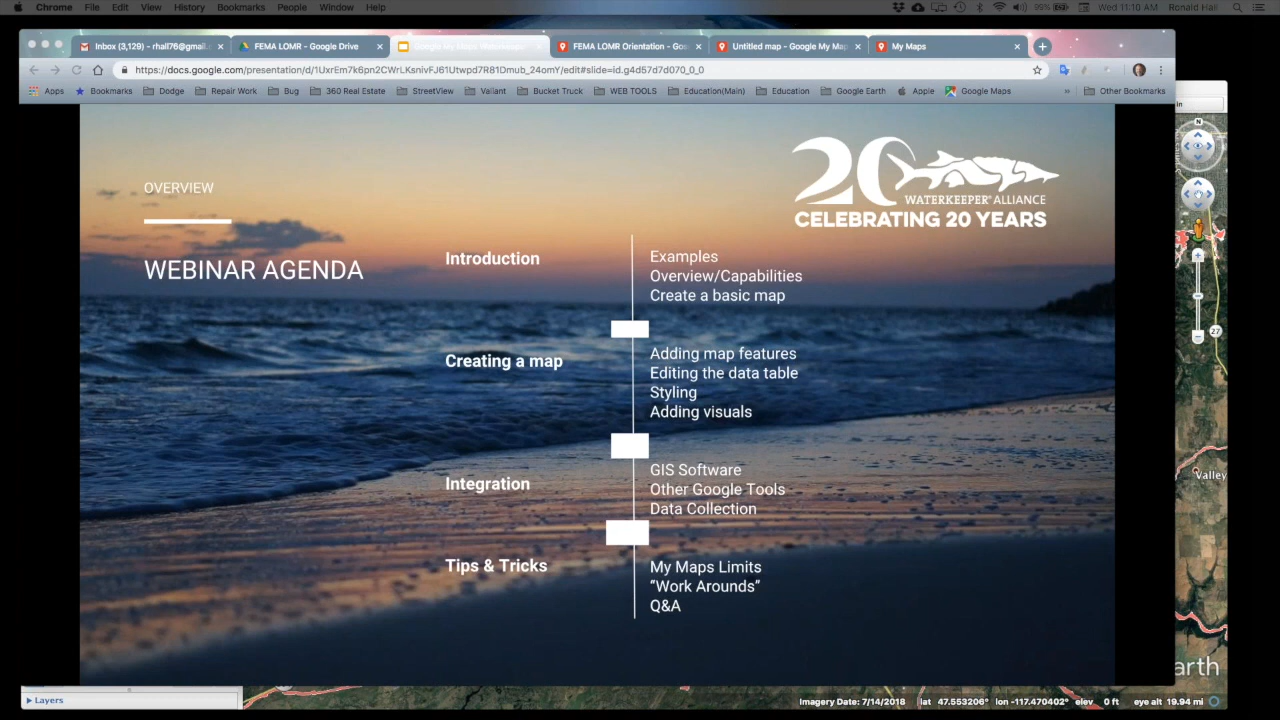 Chrome File Edit View History Bookmarks People Window Help 95% Wed 11:10 AM Ronald Hall
Inbox (3,129) - rhall76@gmail. FEMA LOMR - Google Drive FEMA LOMR Orientation - Goo Untitled map - Google My Map My Maps
https://docs.google.com/presentation/d/1UxrEm7k6pn2CWrLKsnivFJ61Utwpd7R81Dmub_24omY/edit#slide=id.g4d57d7d070_0_0
Apps Bookmarks Dodge Repair Work Bug 360 Real Estate StreetView Valiant Bucket Truck WEB TOOLS Education(Main) Education Google Earth Apple Google Maps » Other Bookmarks
in
N
OVERVIEW
WEBINAR AGENDA
20
WATERKEEPER® ALLIANCE
CELEBRATING 20 YEARS
Introduction
Examples
Overview/Capabilities
Create a basic map
Creating a map
Adding map features
Editing the data table
Styling
Adding visuals
Integration
GIS Software
Other Google Tools
Data Collection
Tips & Tricks
My Maps Limits
“Work Arounds”
Q&A
27
Valley
arth
Layers
Imagery Date: 7/14/2018 lat 47.553206° lon -117.470402° elev 0 ft eye alt 19.94 mi